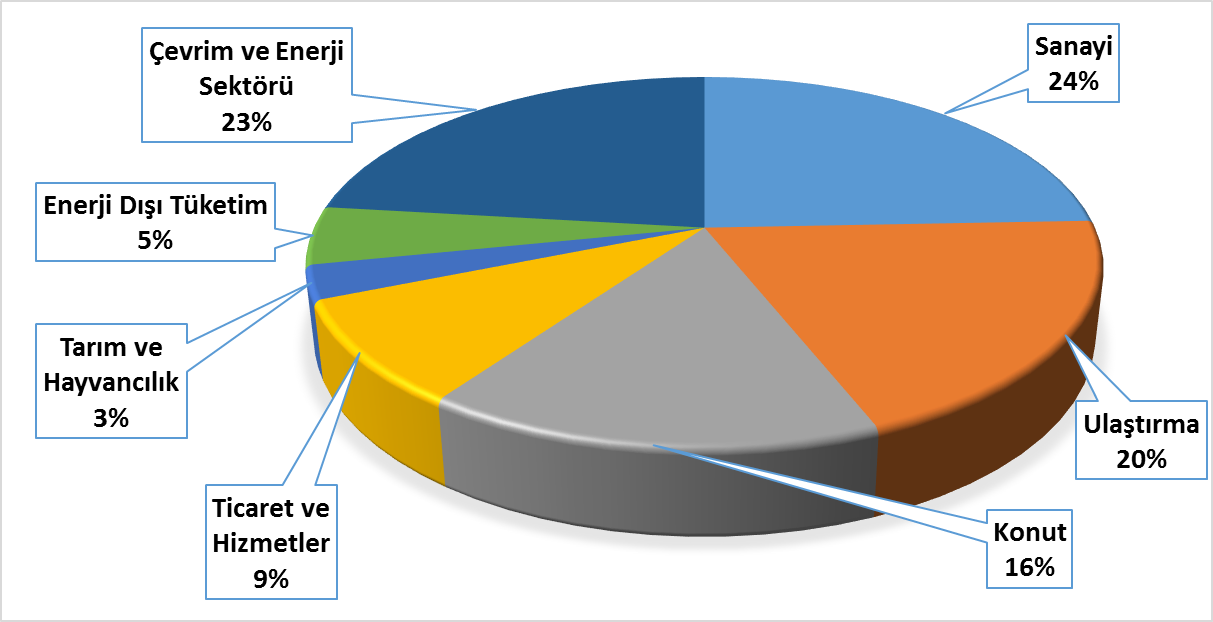 Çevrim ve Enerji
Sektörü
23%
Sanayi
24%
Enerji Dışı Tüketim
5%
Tarım ve
Hayvancılık
3%
Ulaştırma
20%
Ticaret ve
Hizmetler
9%
Konut
16%